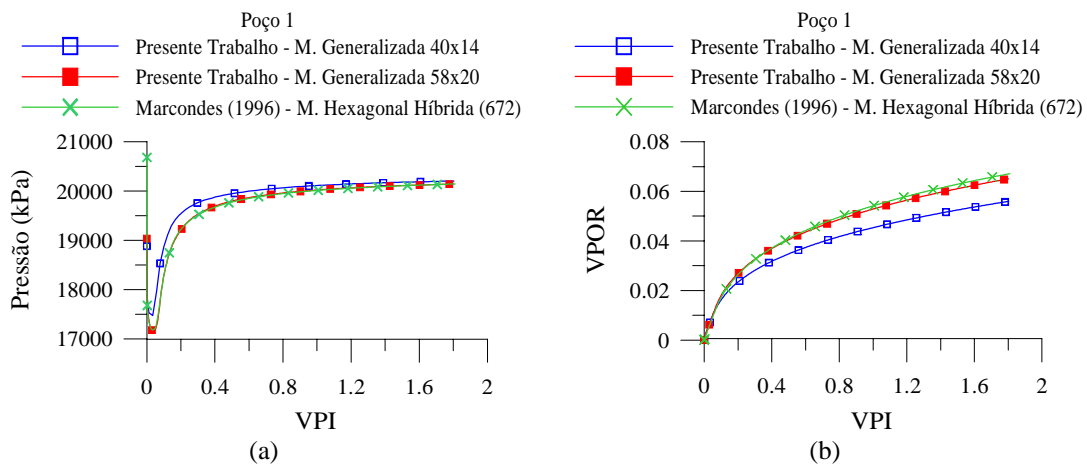 Poço 1
Presente Trabalho - M. Generalizada 40x14
Presente Trabalho - M. Generalizada 58x20
Marcondes (1996) - M. Hexagonal Híbrida (672)
21000
20000
19000
18000
17000
Pressão (kPa)
0 0.4 0.8 1.2 1.6 2
VPI
(a)
Poço 1
Presente Trabalho - M. Generalizada 40x14
Presente Trabalho - M. Generalizada 58x20
Marcondes (1996) - M. Hexagonal Híbrida (672)
0.08
0.06
0.04
0.02
0
VPOR
0 0.4 0.8 1.2 1.6 2
VPI
(b)